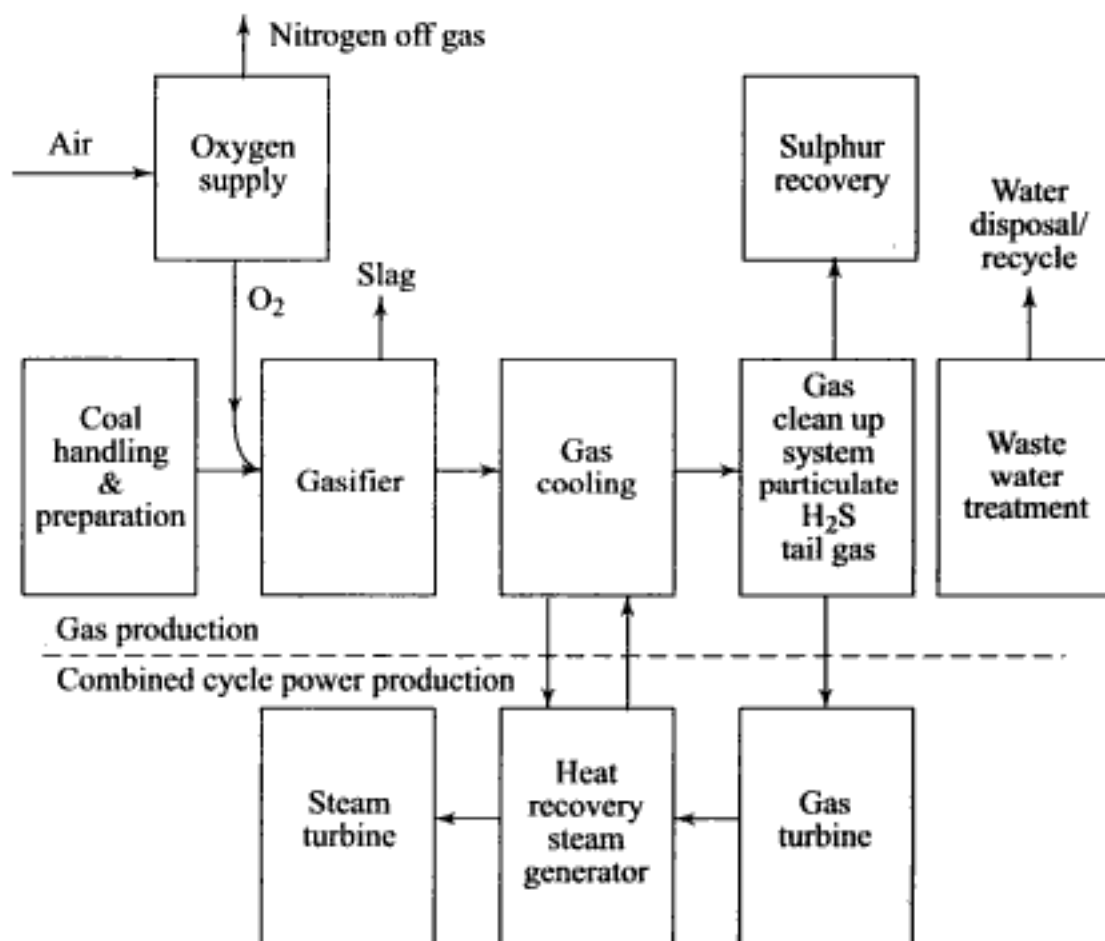 Nitrogen off gas
Air
Oxygen
supply
Sulphur
recovery
Water
disposal/
recycle
O₂
Slag
Coal
handling
&
preparation
Gasifier
Gas
cooling
Gas
clean up
system
particulate
H₂S
tail gas
Waste
water
treatment
Gas production
Combined cycle power production
Steam
turbine
Heat
recovery
steam
generator
Gas
turbine